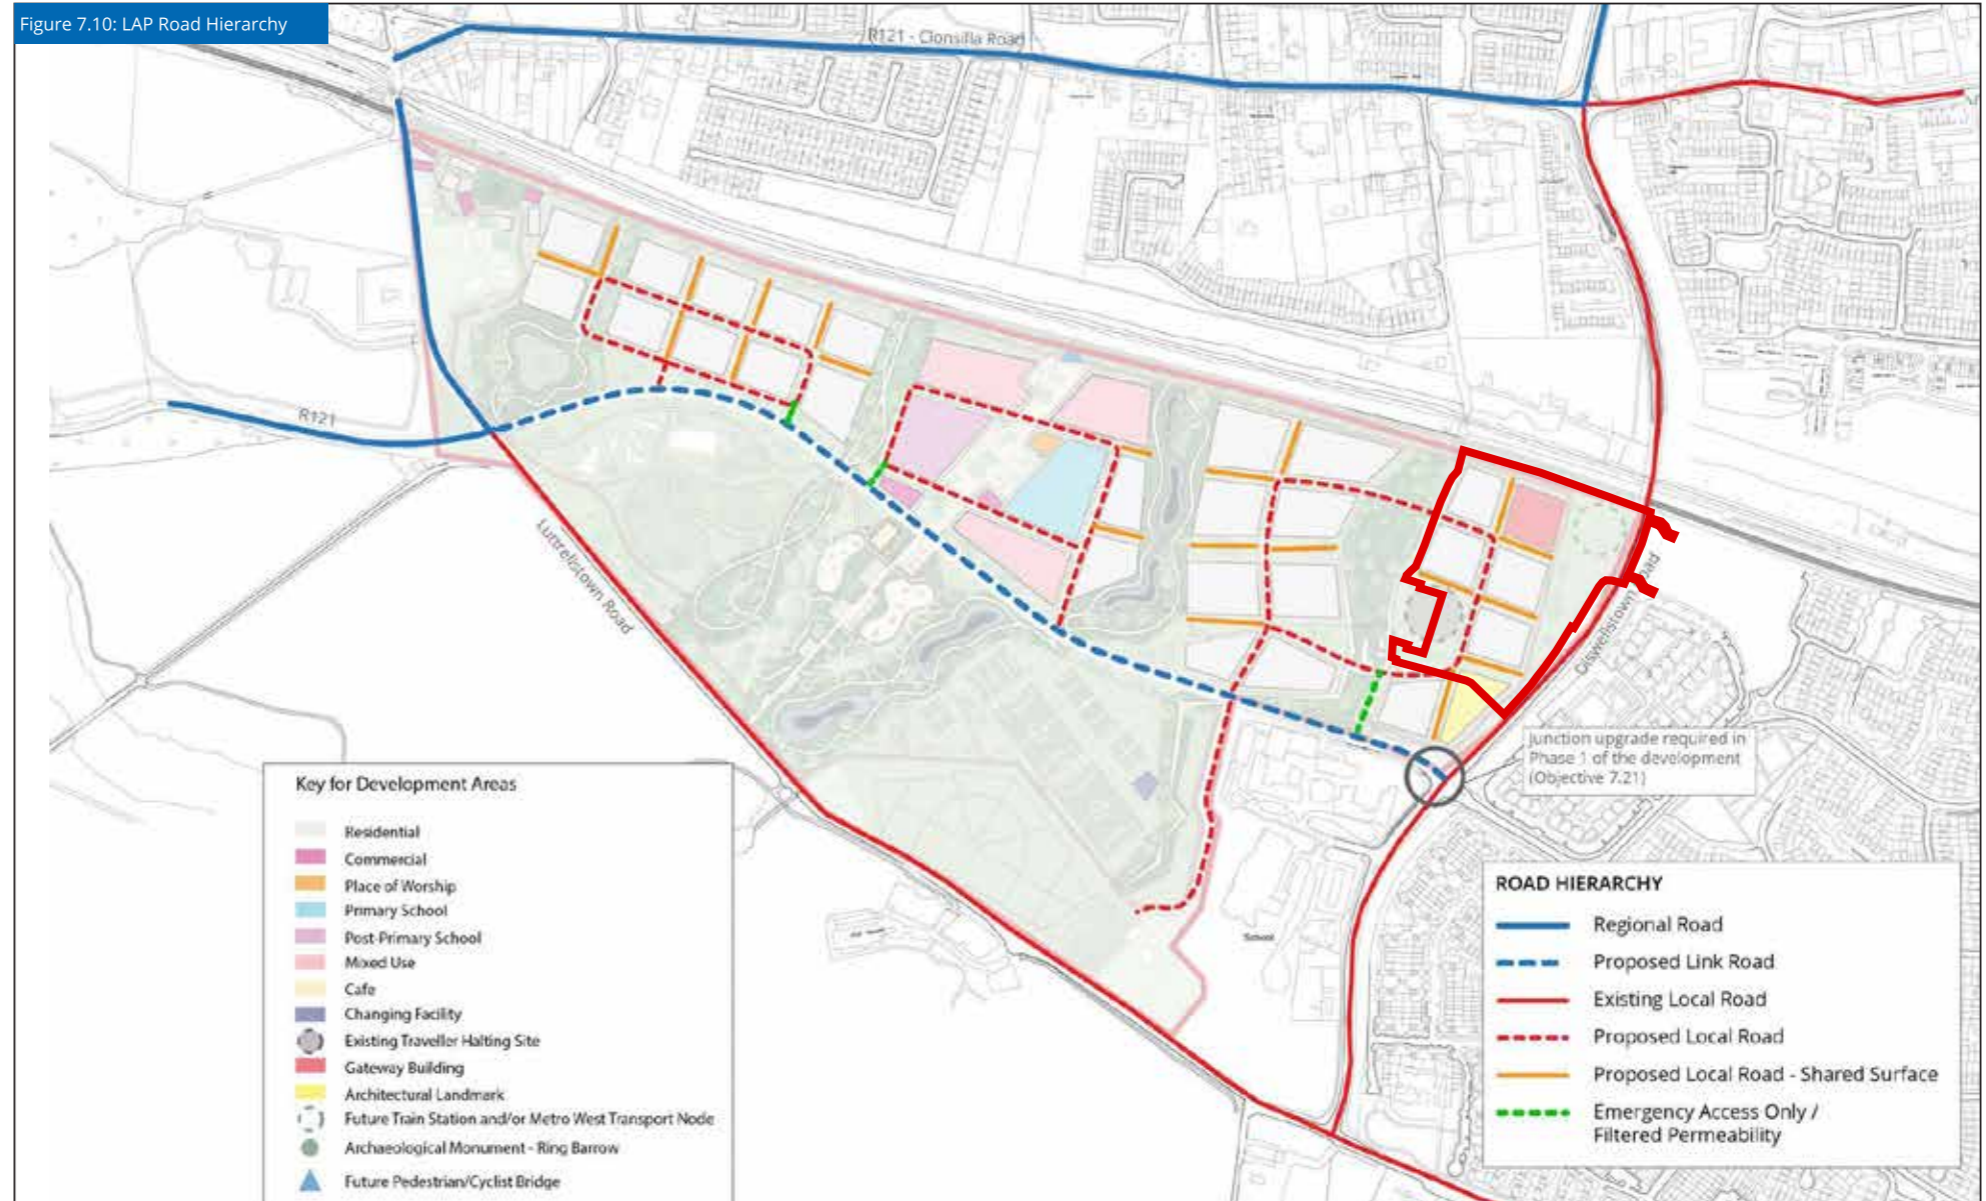 Figure 7.10: LAP Road Hierarchy
R121 - Clonsilla Road
R121
Luttrellstown Road
Diswellstown Road
Junction upgrade required in
Phase 1 of the development
(Objective 7.21)
School
Key for Development Areas
Residential
Commercial
Place of Worship
Primary School
Post-Primary School
Mixed Use
Cafe
Changing Facility
Existing Traveller Halting Site
Gateway Building
Architectural Landmark
Future Train Station and/or Metro West Transport Node
Archaeological Monument - Ring Barrow
Future Pedestrian/Cyclist Bridge
ROAD HIERARCHY
Regional Road
Proposed Link Road
Existing Local Road
Proposed Local Road
Proposed Local Road - Shared Surface
Emergency Access Only /
Filtered Permeability